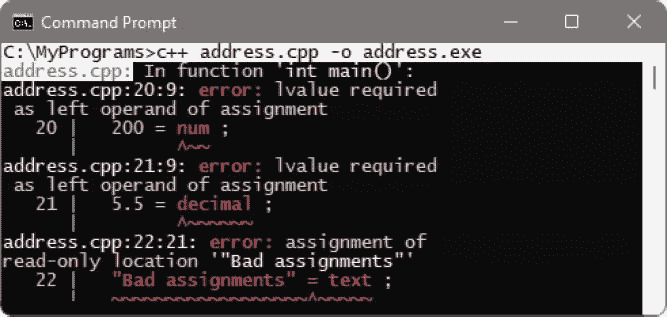 Command Prompt
C:\MyPrograms>c++ address.cpp -o address.exe
address.cpp: In function 'int main()':
address.cpp:20:9: error: lvalue required
 as left operand of assignment
   20 |   200 = num ;
      |         ^~~
address.cpp:21:9: error: lvalue required
 as left operand of assignment
   21 |   5.5 = decimal ;
      |         ^~~~~~~
address.cpp:22:21: error: assignment of
read-only location '"Bad assignments"'
   22 |   "Bad assignments" = text ;
      |   ~~~~~~~~~~~~~~~~~~^~~~~~